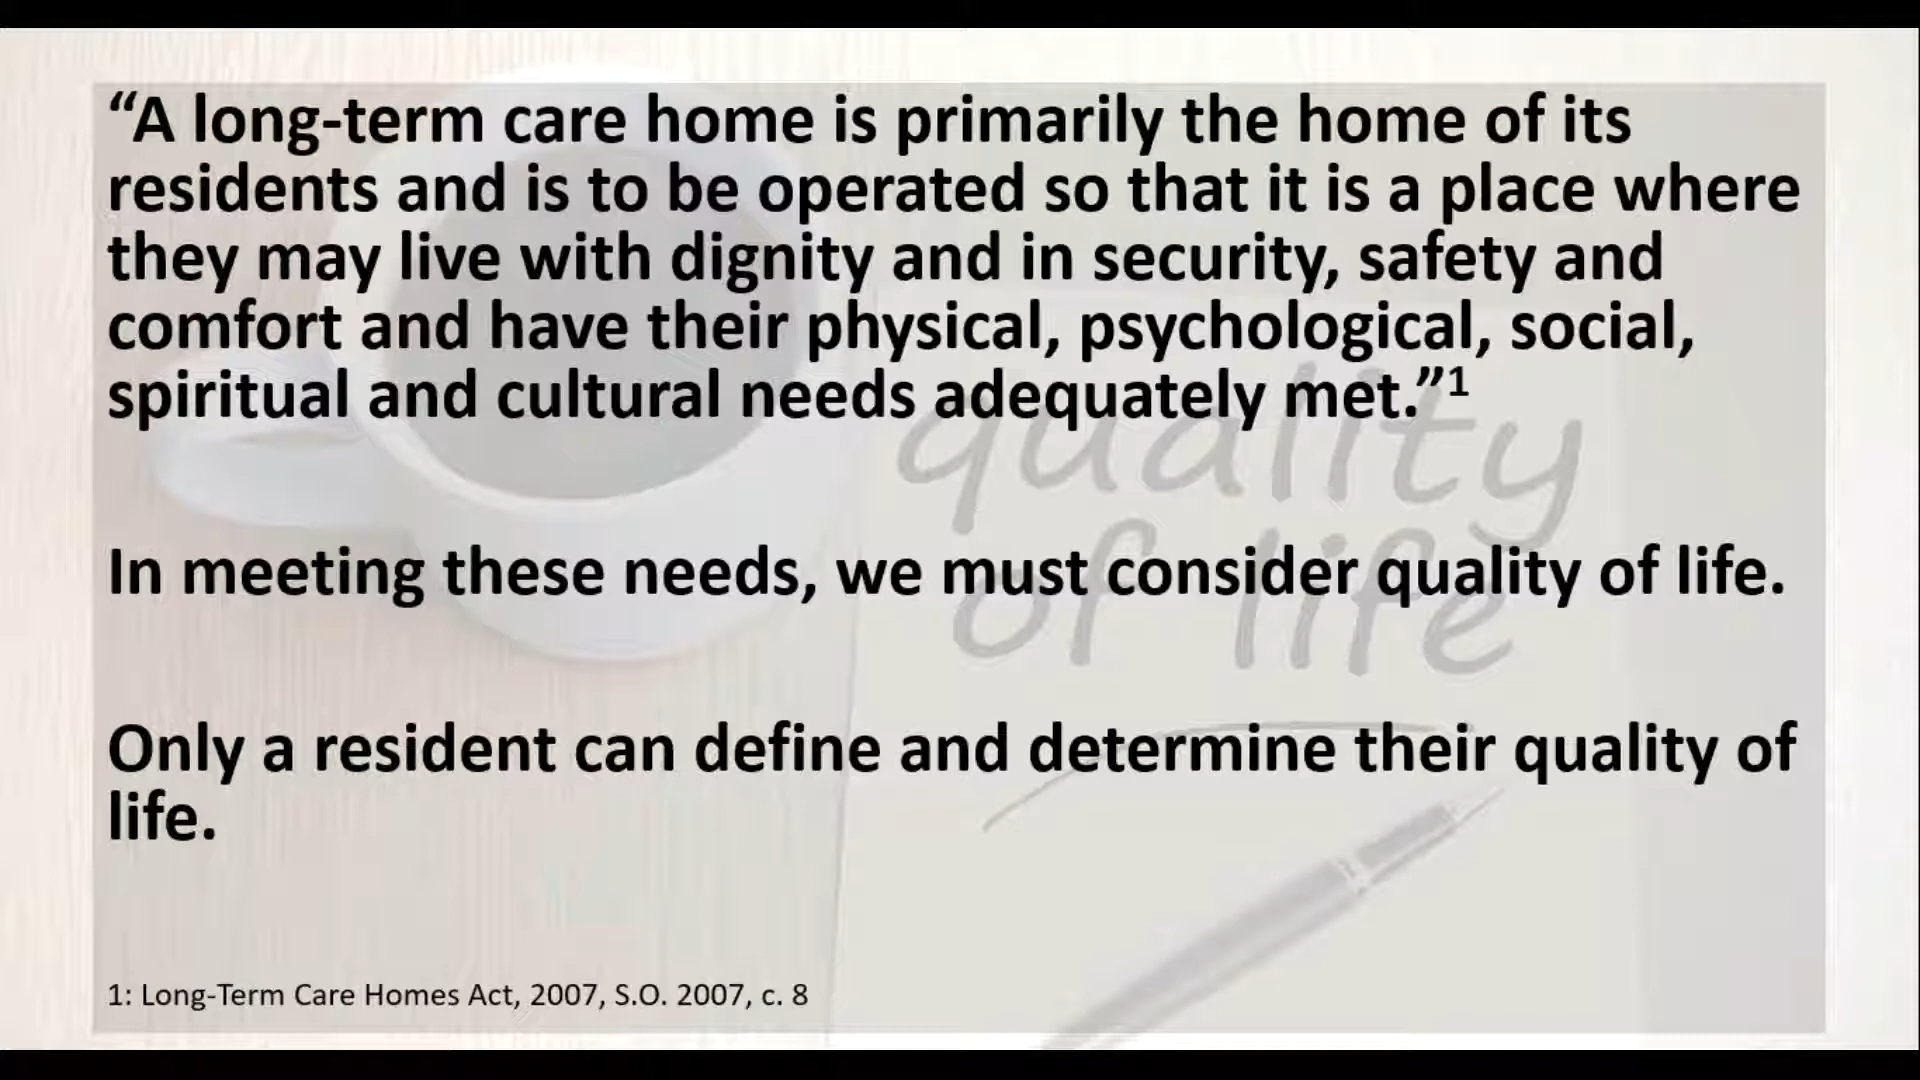 “A long-term care home is primarily the home of its
residents and is to be operated so that it is a place where
they may live with dignity and in security, safety and
comfort and have their physical, psychological, social,
spiritual and cultural needs adequately met.”1
quality
of life
In meeting these needs, we must consider quality of life.
Only a resident can define and determine their quality of
life.
1: Long-Term Care Homes Act, 2007, S.O. 2007, c. 8